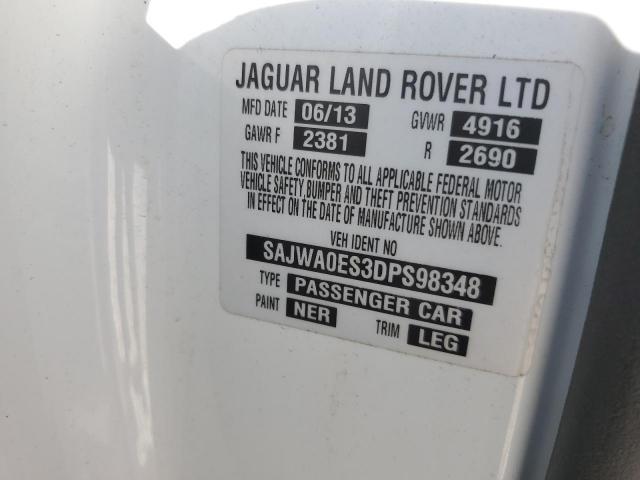 JAGUAR LAND ROVER LTD
MFD DATE 06/13 GVWR 4916
GAWR F 2381 R 2690
THIS VEHICLE CONFORMS TO ALL APPLICABLE FEDERAL MOTOR
VEHICLE SAFETY, BUMPER AND THEFT PREVENTION STANDARDS
IN EFFECT ON THE DATE OF MANUFACTURE SHOWN ABOVE.
VEH IDENT NO
SAJWA0ES3DPS98348
TYPE PASSENGER CAR
PAINT NER TRIM LEG